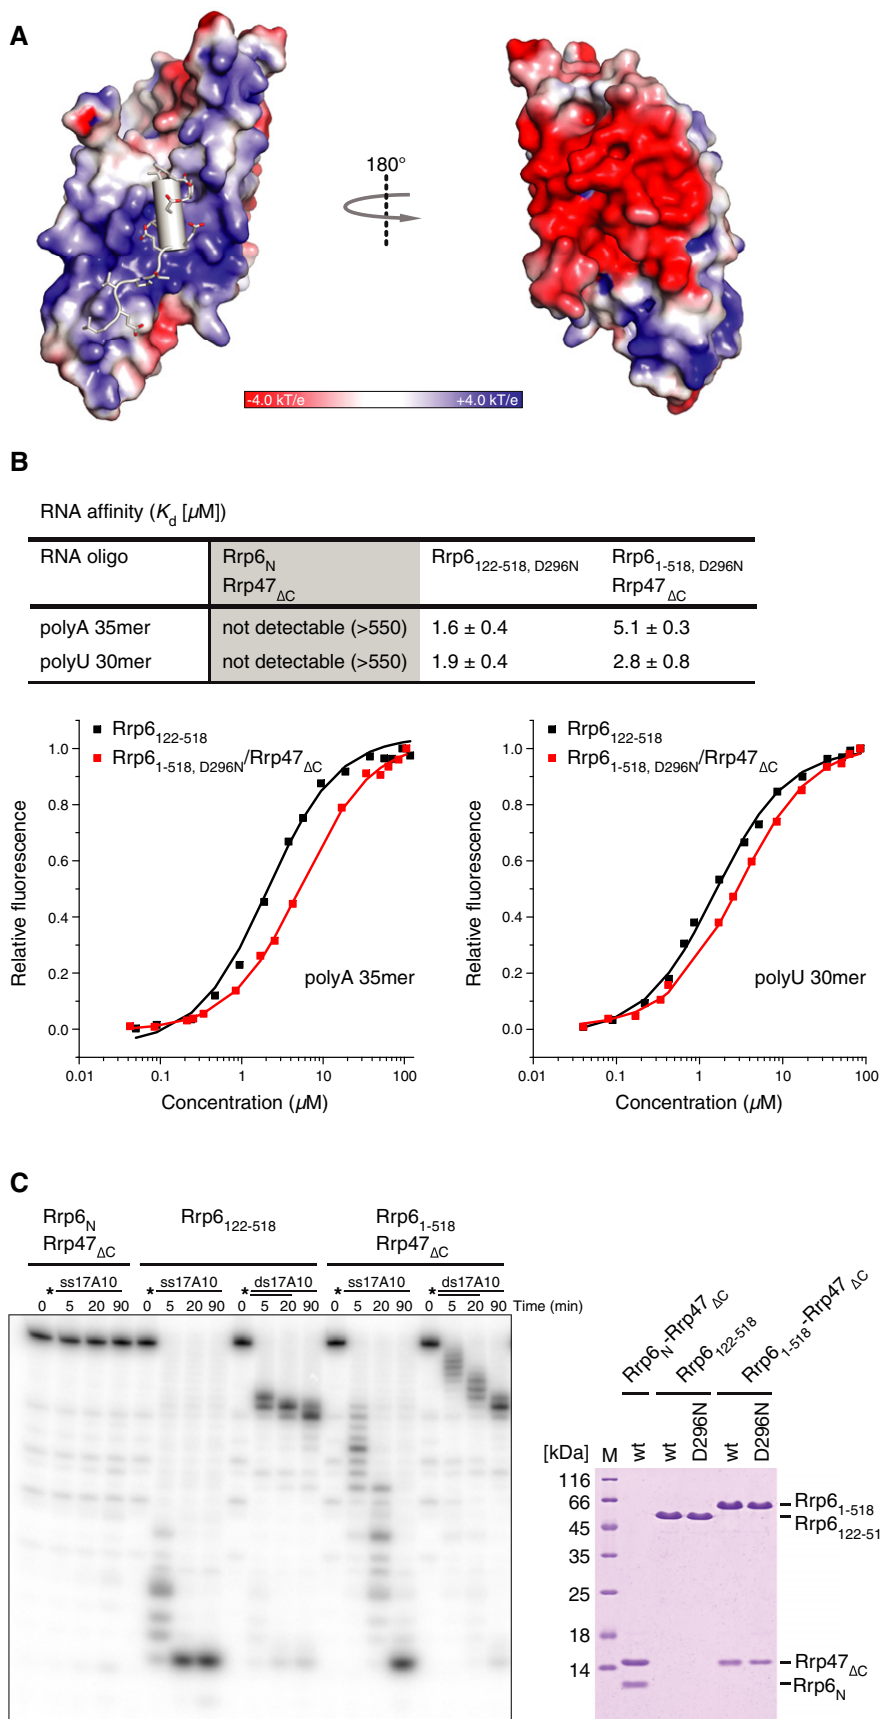 A
180°
-4.0 kT/e +4.0 kT/e
B
RNA affinity (Kd [µM])
RNA oligo Rrp6N Rrp47ΔC Rrp6122-518, D296N Rrp61-518, D296N Rrp47ΔC
polyA 35mer not detectable (>550) 1.6 ± 0.4 5.1 ± 0.3
polyU 30mer not detectable (>550) 1.9 ± 0.4 2.8 ± 0.8
Rrp6122-518
Rrp61-518, D296N/Rrp47ΔC
1.0
0.8
0.6
0.4
0.2
0.0
Relative fluorescence
polyA 35mer
0.01 0.1 1 10 100
Concentration (µM)
Rrp6122-518
Rrp61-518, D296N/Rrp47ΔC
1.0
0.8
0.6
0.4
0.2
0.0
Relative fluorescence
polyU 30mer
0.01 0.1 1 10 100
Concentration (µM)
C
Rrp6N Rrp6122-518 Rrp61-518
Rrp47ΔC Rrp47ΔC
* ss17A10 * ss17A10 * ds17A10 * ss17A10 * ds17A10
0 5 20 90 0 5 20 90 0 5 20 90 0 5 20 90 0 5 20 90 Time (min)
Rrp6N-Rrp47ΔC
Rrp6122-518
Rrp61-518-Rrp47ΔC
[kDa] M wt wt D296N wt D296N
116
66
45
35
25
18
14
Rrp61-518
Rrp6122-51
Rrp47ΔC
Rrp6N